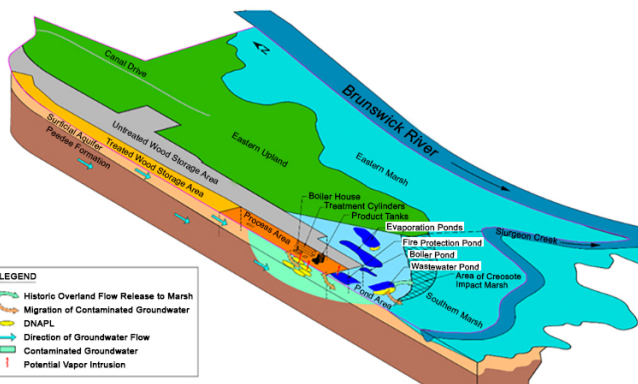 N
Canal Drive
Brunswick River
Untreated Wood Storage Area
Eastern Upland
Eastern Marsh
Surficial Aquifer
Treated Wood Storage Area
Peedee Formation
Boiler House
Treatment Cylinders
Product Tanks
Process Area
Evaporation Ponds
Slurgeon Creek
Fire Protection Pond
Boiler Pond
Wastewater Pond
Area of Creosote
Impact Marsh
Pond Area
Southern Marsh
LEGEND
Historic Overland Flow Release to Marsh
Migration of Contaminated Groundwater
DNAPL
Direction of Groundwater Flow
Contaminated Groundwater
Potential Vapor Intrusion